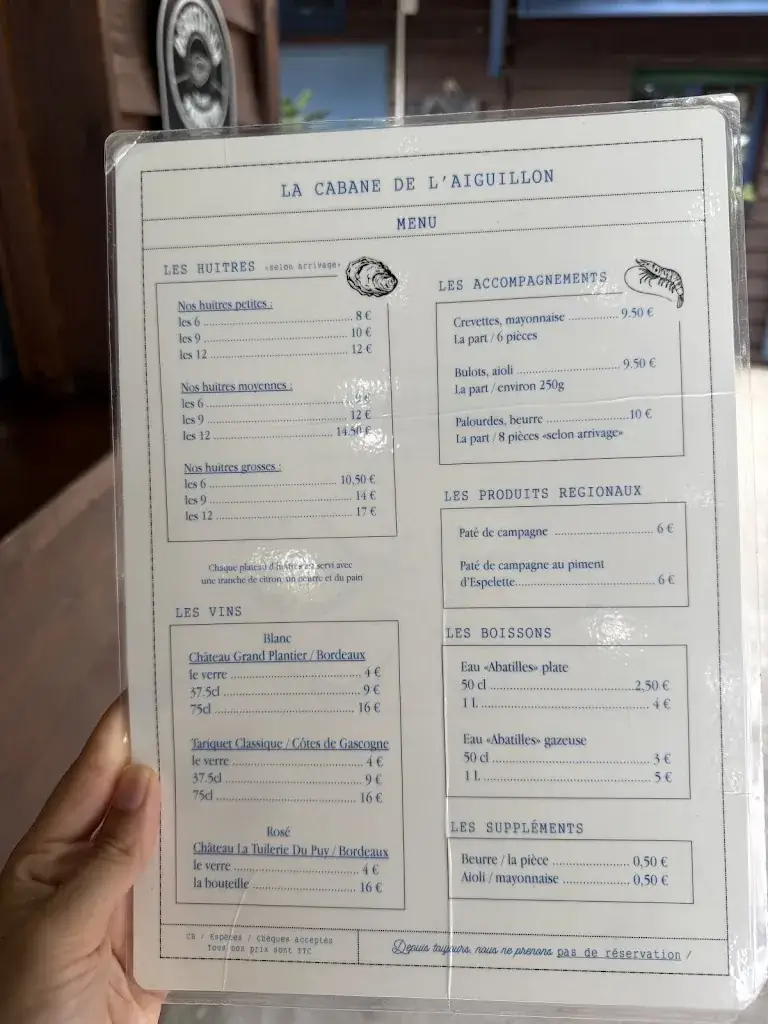 LA CABANE DE L'AIGUILLON
MENU
LES HUITRES «selon arrivage»
Nos huitres petites :
les 6 ........ 8 €
les 9 ........ 10 €
les 12 ........ 12 €
Nos huitres moyennes :
les 6 ........ 9 €
les 9 ........ 12 €
les 12 ........ 14.50 €
Nos huitres grosses :
les 6 ........ 10,50 €
les 9 ........ 14 €
les 12 ........ 17 €
Chaque plateau d'huitres est servi avec
une tranche de citron, un beurre et du pain
LES VINS
Blanc
Château Grand Plantier / Bordeaux
le verre ........ 4 €
37.5cl ........ 9 €
75cl ........ 16 €
Tariquet Classique / Côtes de Gascogne
le verre ........ 4 €
37.5cl ........ 9 €
75cl ........ 16 €
Rosé
Château La Tuilerie Du Puy / Bordeaux
le verre ........ 4 €
la bouteille ........ 16 €
LES ACCOMPAGNEMENTS
Crevettes, mayonnaise ........ 9.50 €
La part / 6 pièces
Bulots, aioli ........ 9.50 €
La part / environ 250g
Palourdes, beurre ........ 10 €
La part / 8 pièces «selon arrivage»
LES PRODUITS REGIONAUX
Paté de campagne ........ 6 €
Paté de campagne au piment
d'Espelette ........ 6 €
LES BOISSONS
Eau «Abatilles» plate
50 cl ........ 2,50 €
1 L ........ 4 €
Eau «Abatilles» gazeuse
50 cl ........ 3 €
1 L ........ 5 €
LES SUPPLÉMENTS
Beurre / la pièce ........ 0,50 €
Aioli / mayonnaise ........ 0,50 €
CB / Espèces / Chèques acceptés
Tous nos prix sont TTC
Depuis toujours, nous ne prenons pas de réservation /